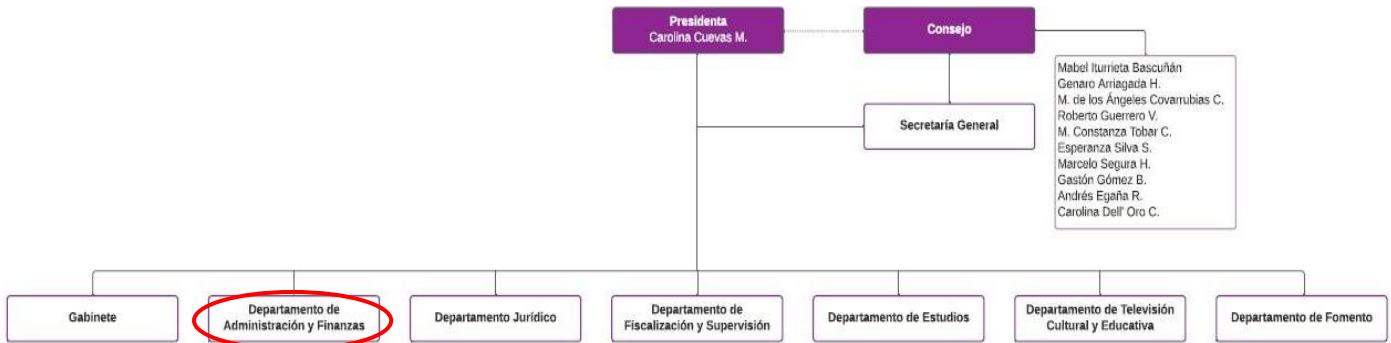 Presidenta
Carolina Cuevas M.
Consejo
Mabel Iturrieta Bascuñán
Genaro Arriagada H.
M. de los Ángeles Covarrubias C.
Roberto Guerrero V.
M. Constanza Tobar C.
Esperanza Silva S.
Marcelo Segura H.
Gastón Gómez B.
Andrés Egaña R.
Carolina Dell' Oro C.
Secretaría General
Gabinete
Departamento de
Administración y Finanzas
Departamento Jurídico
Departamento de
Fiscalización y Supervisión
Departamento de Estudios
Departamento de Televisión
Cultural y Educativa
Departamento de Fomento